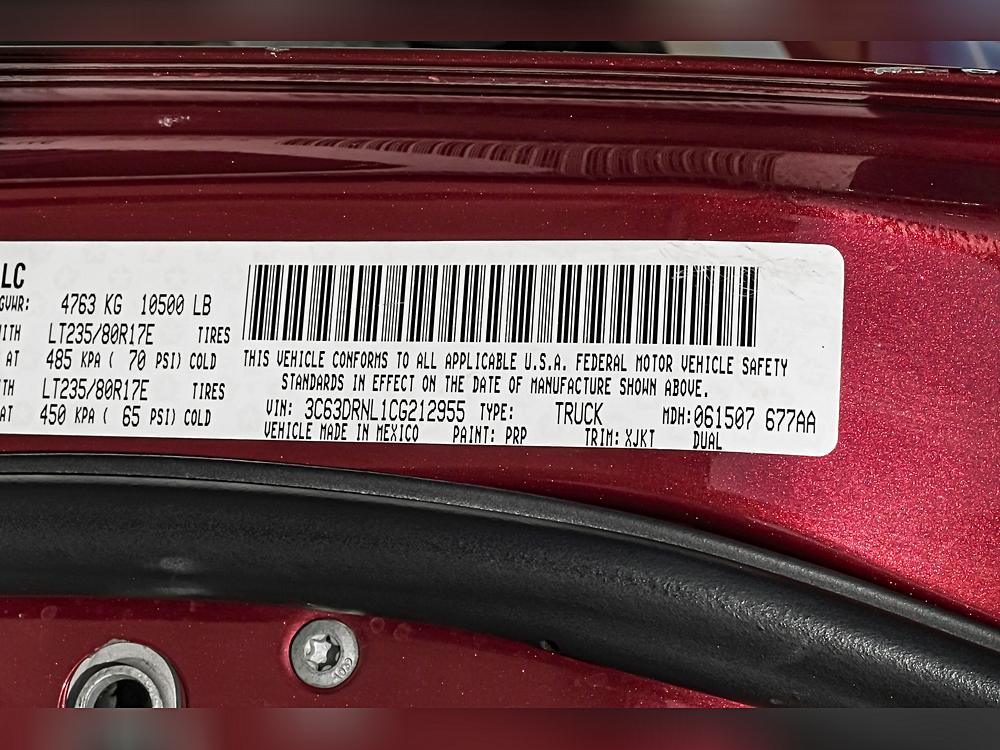 LC
GVWR: 4763 KG 10500 LB
ITH LT235/80R17E TIRES
AT 485 KPA ( 70 PSI) COLD
TH LT235/80R17E TIRES
AT 450 KPA ( 65 PSI) COLD
THIS VEHICLE CONFORMS TO ALL APPLICABLE U.S.A. FEDERAL MOTOR VEHICLE SAFETY
STANDARDS IN EFFECT ON THE DATE OF MANUFACTURE SHOWN ABOVE.
VIN: 3C63DRNL1CG212955 TYPE: TRUCK MDH:061507 677AA
VEHICLE MADE IN MEXICO PAINT: PRP TRIM: XJKT DUAL